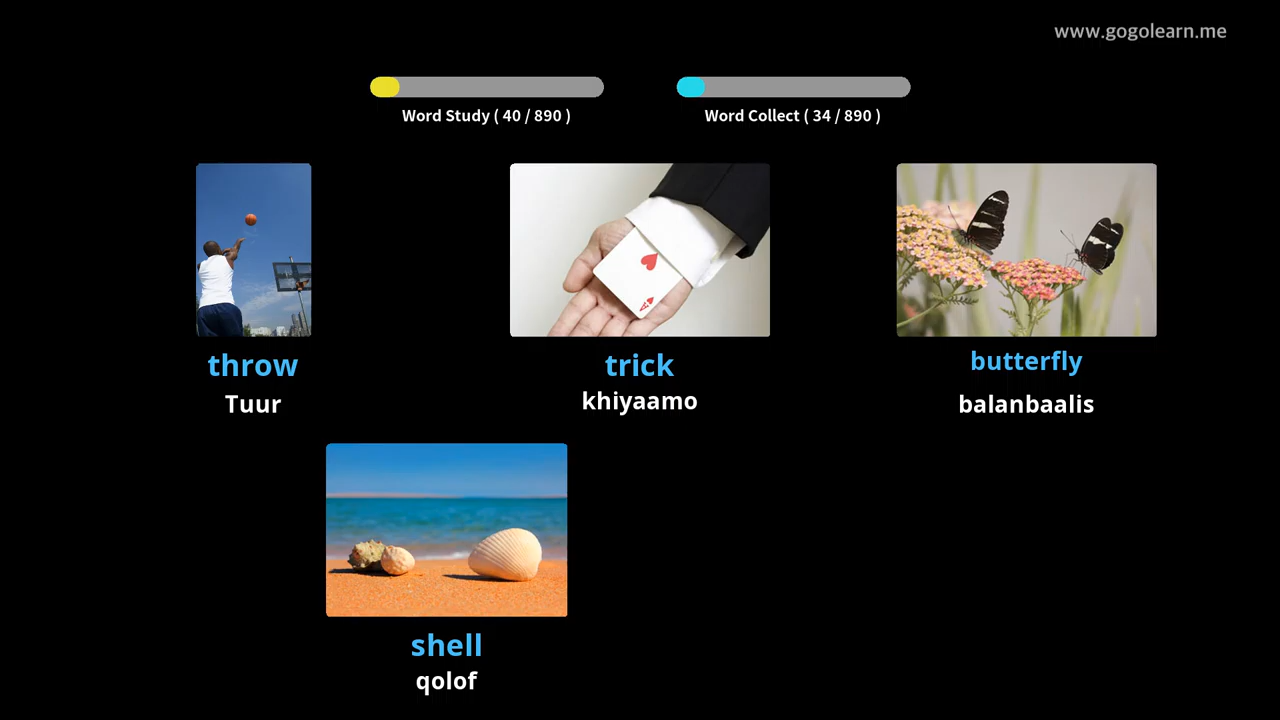 www.gogolearn.me
Word Study ( 40 / 890 )
Word Collect ( 34 / 890 )
throw
Tuur
trick
khiyaamo
butterfly
balanbaalis
shell
qolof